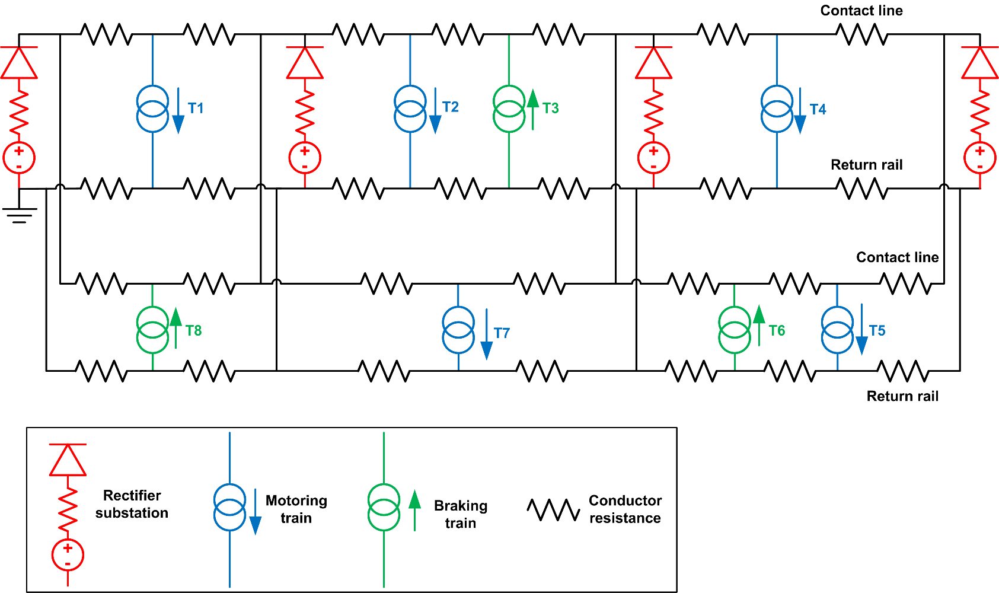 Contact line
T1
T2
T3
T4
+
-
+
-
+
-
+
-
Return rail
Contact line
T8
T7
T6
T5
Return rail
Rectifier
substation
+
-
Motoring
train
Braking
train
Conductor
resistance